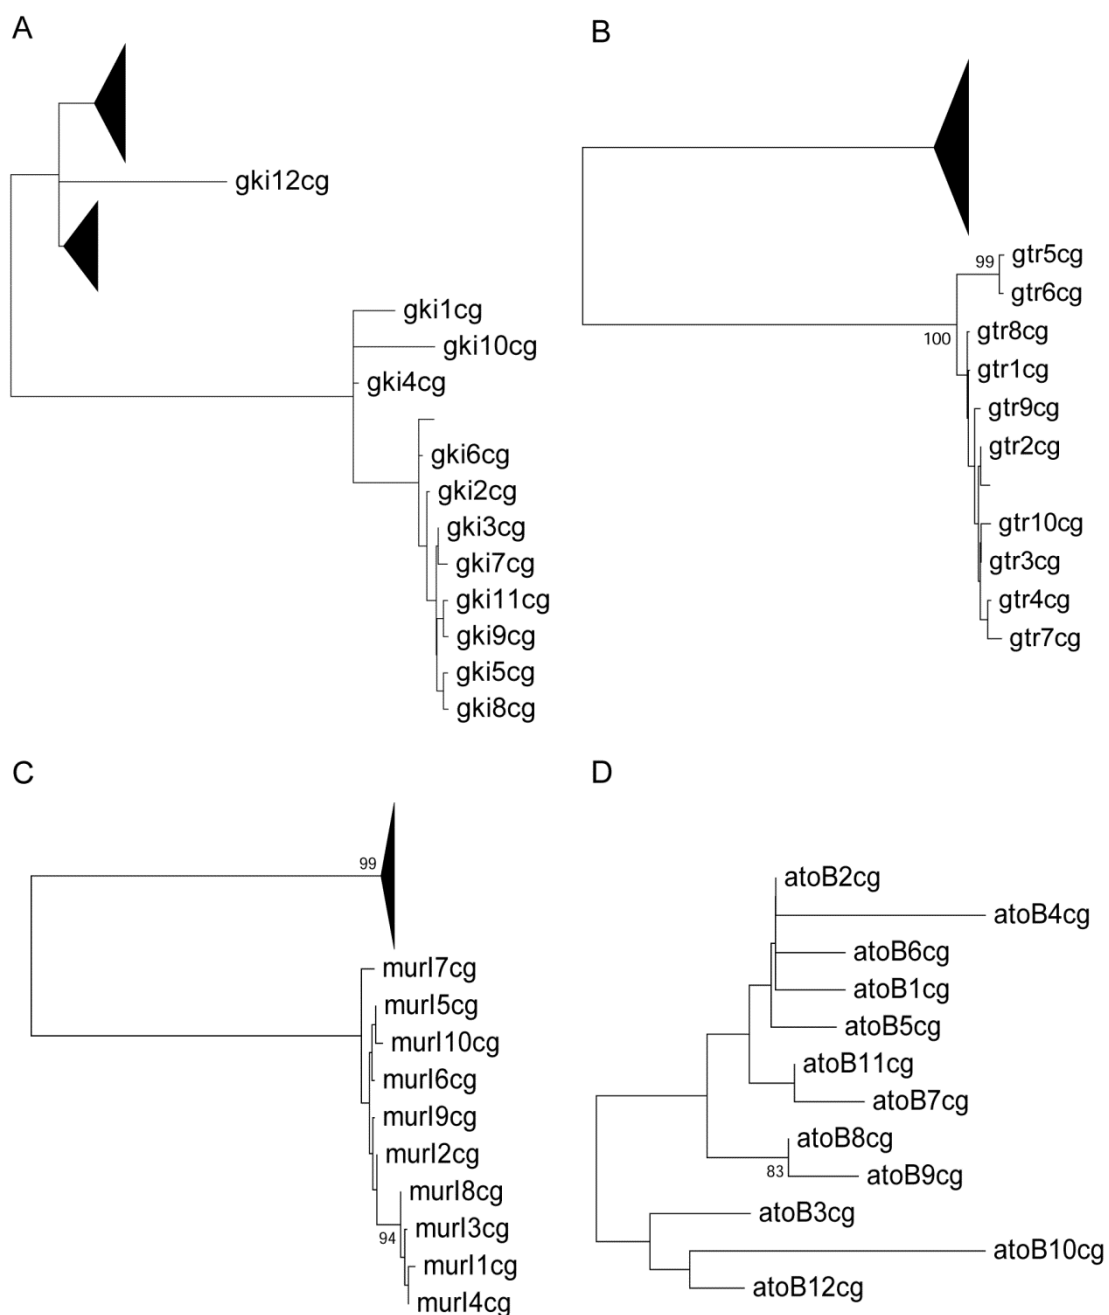 A
gki12cg
gki1cg
gki10cg
gki4cg
gki6cg
gki2cg
gki3cg
gki7cg
gki11cg
gki9cg
gki5cg
gki8cg
B
99
gtr5cg
gtr6cg
100
gtr8cg
gtr1cg
gtr9cg
gtr2cg
gtr10cg
gtr3cg
gtr4cg
gtr7cg
C
99
murI7cg
murI5cg
murI10cg
murI6cg
murI9cg
murI2cg
murI8cg
94
murI3cg
murI1cg
murI4cg
D
atoB2cg
atoB4cg
atoB6cg
atoB1cg
atoB5cg
atoB11cg
atoB7cg
atoB8cg
83
atoB9cg
atoB3cg
atoB10cg
atoB12cg